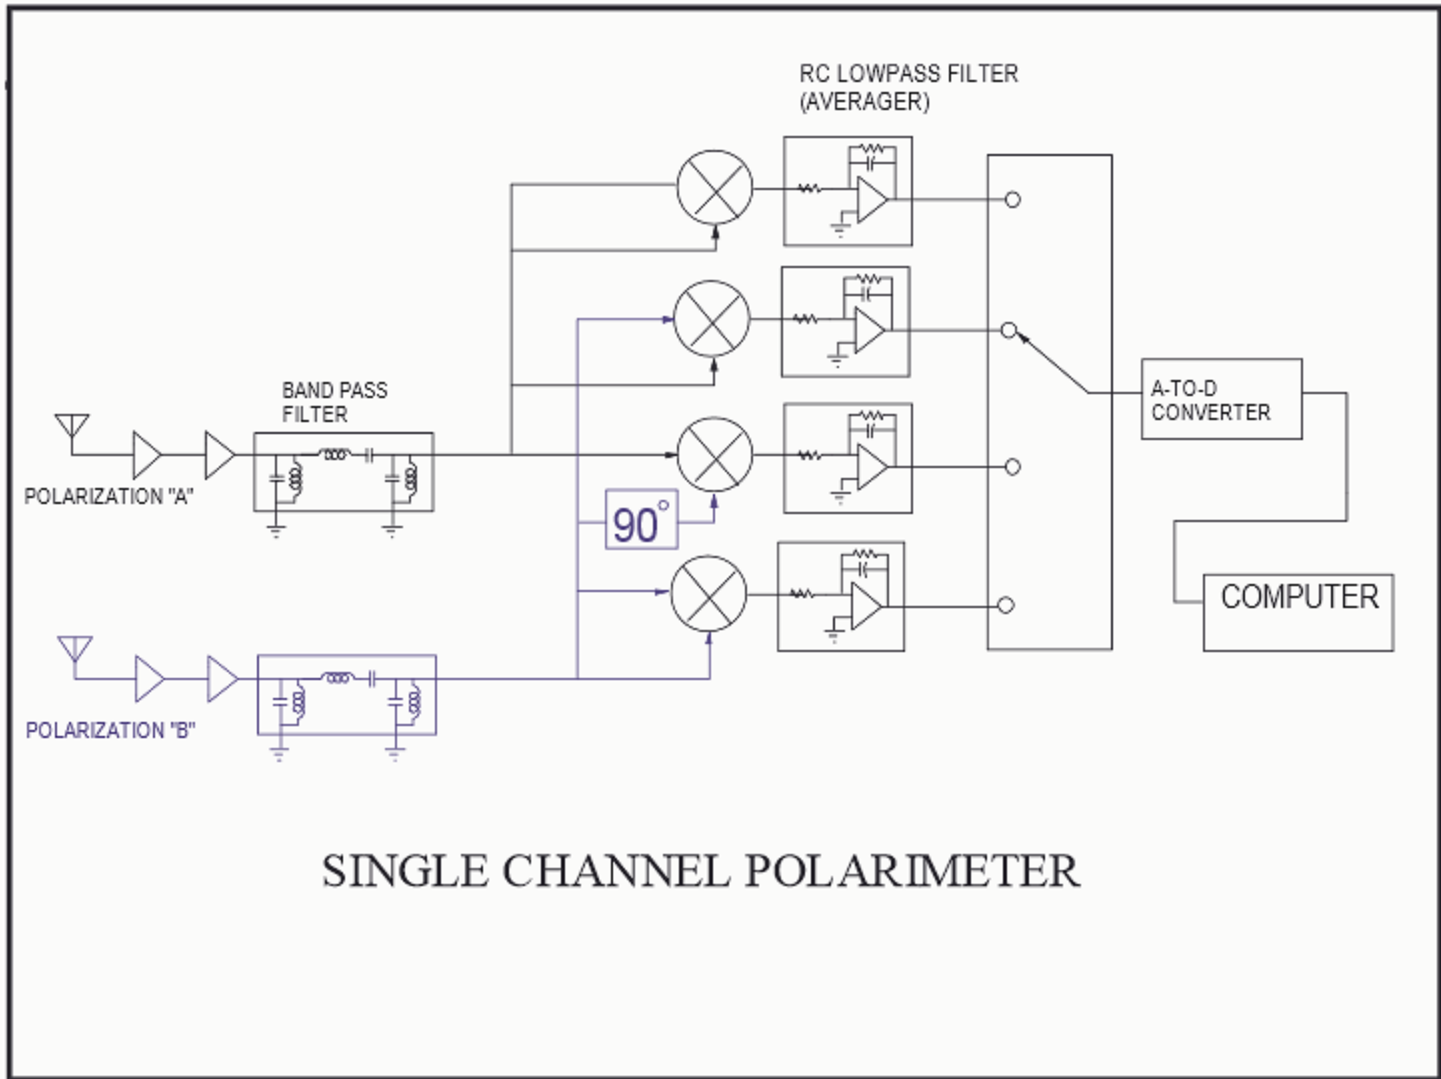 RC LOWPASS FILTER
(AVERAGER)
BAND PASS
FILTER
A-TO-D
CONVERTER
POLARIZATION "A"
90°
COMPUTER
POLARIZATION "B"
SINGLE CHANNEL POLARIMETER